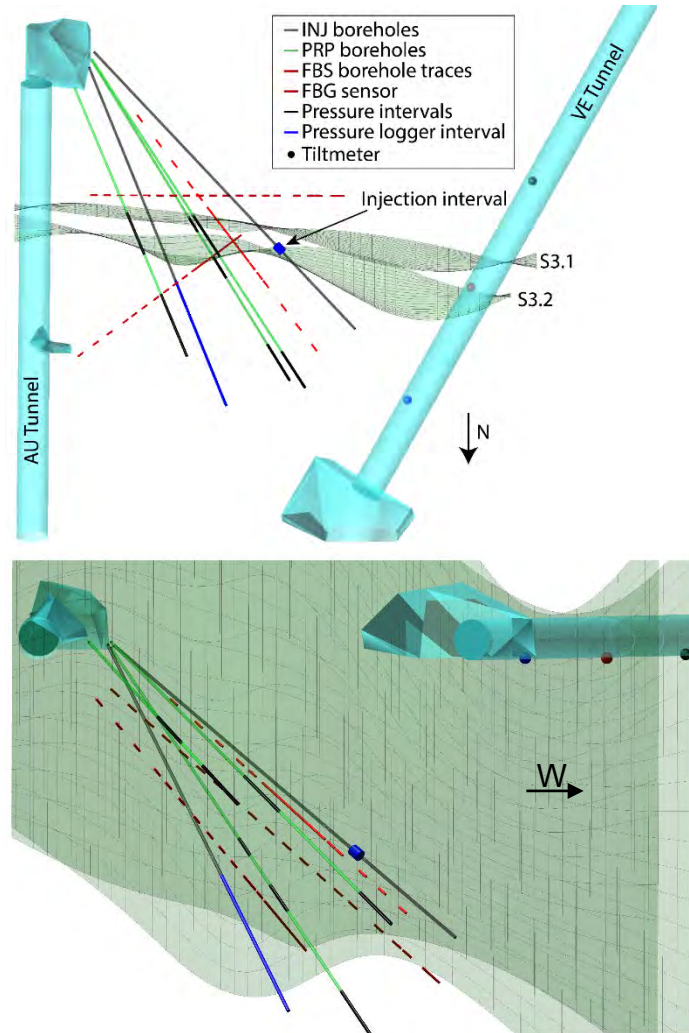 INJ boreholes
PRP boreholes
FBS borehole traces
FBG sensor
Pressure intervals
Pressure logger interval
Tiltmeter
VE Tunnel
Injection interval
S3.1
S3.2
AU Tunnel
N
W